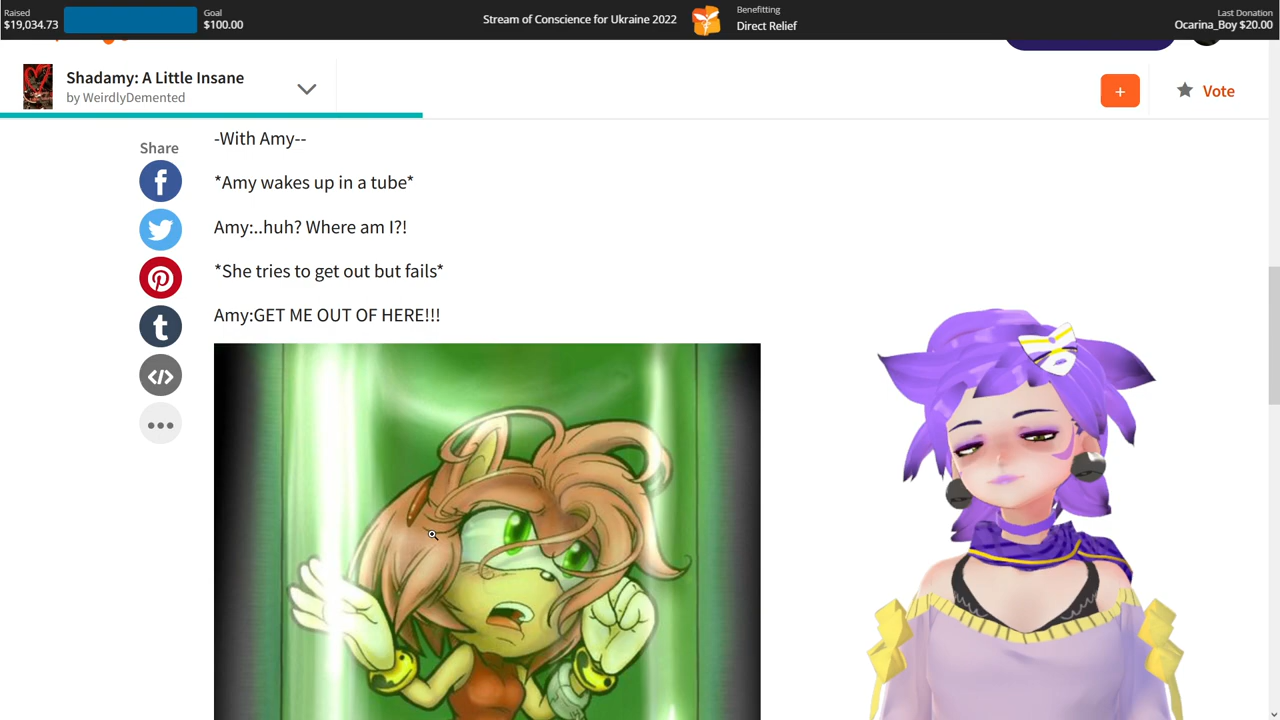 Raised
$19,034.73
Goal
$100.00
Stream of Conscience for Ukraine 2022
Benefitting
Direct Relief
Last Donation
Ocarina_Boy $20.00
Shadamy: A Little Insane
by WeirdlyDemented
+
Vote
Share
-With Amy--
*Amy wakes up in a tube*
Amy:..huh? Where am I?!
*She tries to get out but fails*
Amy:GET ME OUT OF HERE!!!